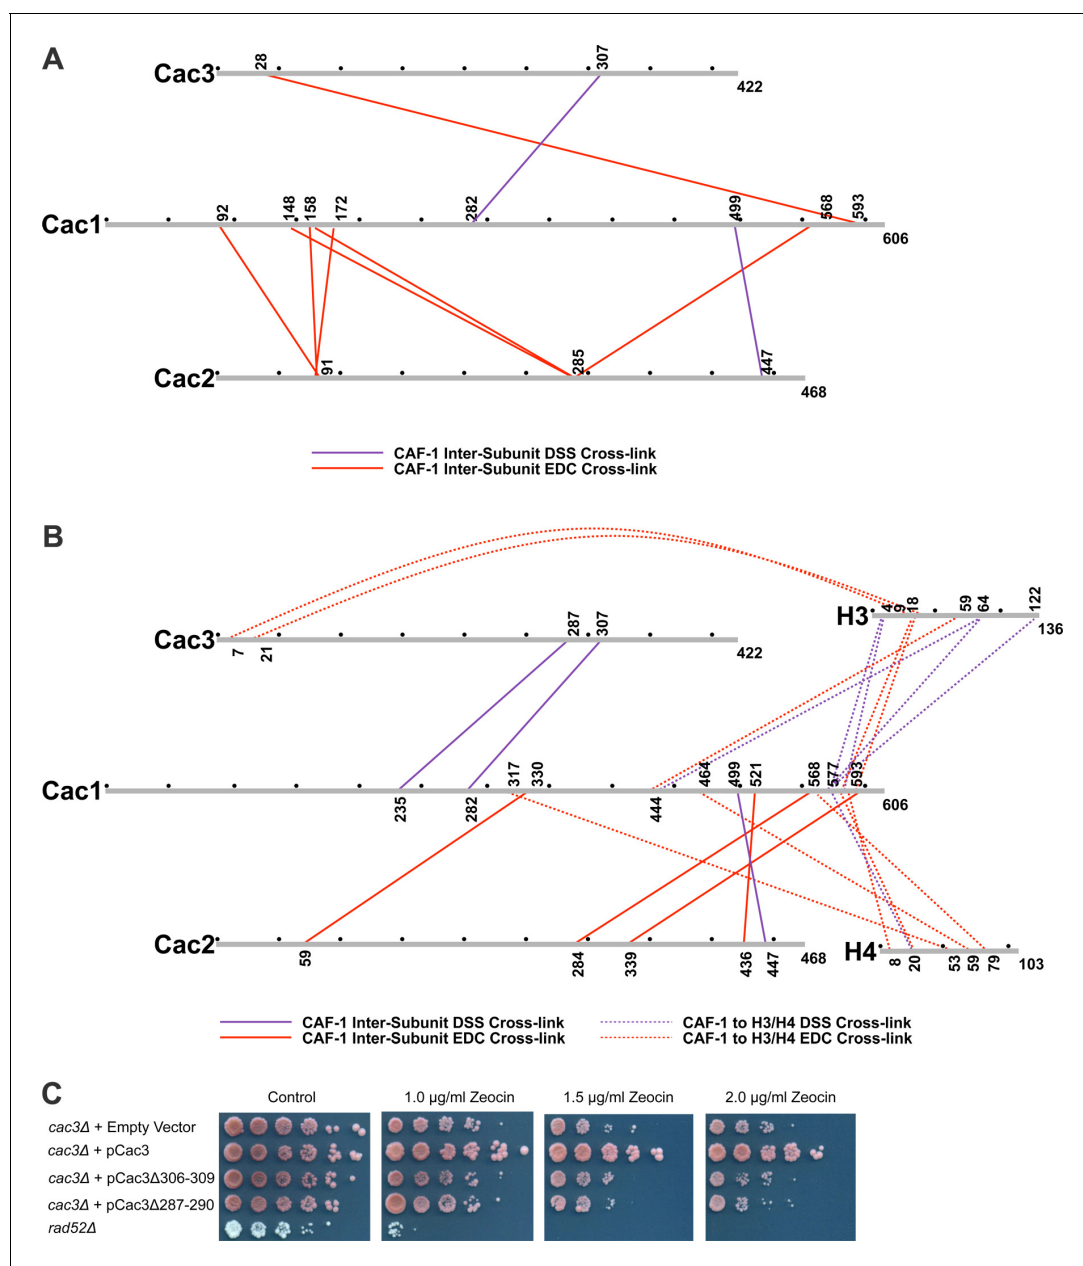 A
Cac3
28
307
422
Cac1
92
148
158
172
282
499
568
593
606
Cac2
91
285
447
468
CAF-1 Inter-Subunit DSS Cross-link
CAF-1 Inter-Subunit EDC Cross-link
B
Cac3
7
21
287
307
422
H3
4
9
18
59
64
122
136
Cac1
235
282
317
330
444
464
499
521
568
577
593
606
Cac2
59
284
339
436
447
468
H4
8
20
53
59
79
103
CAF-1 Inter-Subunit DSS Cross-link
CAF-1 Inter-Subunit EDC Cross-link
CAF-1 to H3/H4 DSS Cross-link
CAF-1 to H3/H4 EDC Cross-link
C
Control
1.0 µg/ml Zeocin
1.5 µg/ml Zeocin
2.0 µg/ml Zeocin
cac3Δ + Empty Vector
cac3Δ + pCac3
cac3Δ + pCac3Δ306-309
cac3Δ + pCac3Δ287-290
rad52Δ